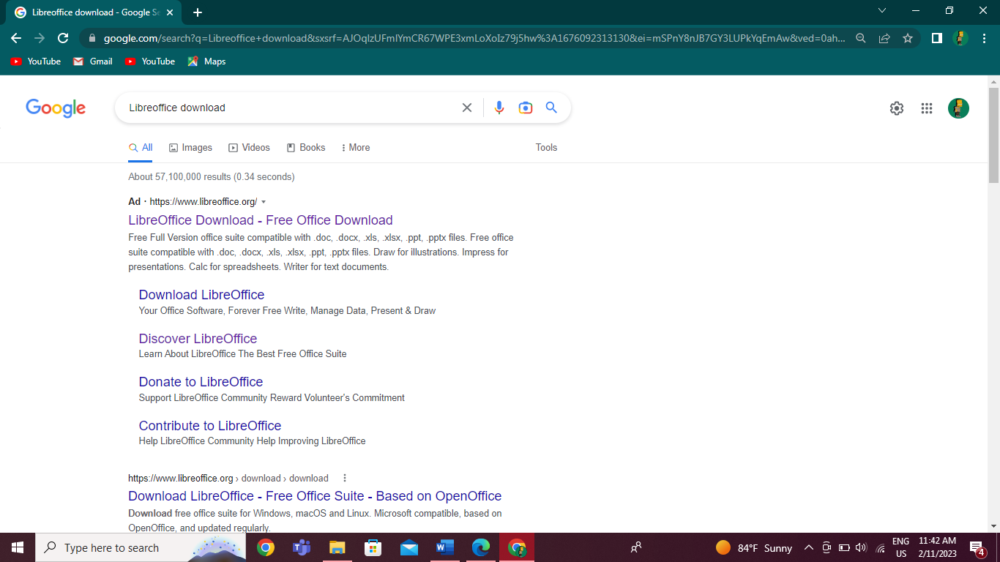 Libreoffice download - Google Se
google.com/search?q=Libreoffice+download&sxsrf=AJOqlzUFmlYmCR67WPE3xmLoXoIz79j5hw%3A1676092313130&ei=mSPnY8nJB7GY3LUPkYqEmAw&ved=0ah...
YouTube Gmail YouTube Maps
Google Libreoffice download
All Images Videos Books More Tools
About 57,100,000 results (0.34 seconds)
Ad · https://www.libreoffice.org/
LibreOffice Download - Free Office Download
Free Full Version office suite compatible with .doc, .docx, .xls, .xlsx, .ppt, .pptx files. Free office
suite compatible with .doc, .docx, .xls, .xlsx, .ppt, .pptx files. Draw for illustrations. Impress for
presentations. Calc for spreadsheets. Writer for text documents.
Download LibreOffice
Your Office Software, Forever Free Write, Manage Data, Present & Draw
Discover LibreOffice
Learn About LibreOffice The Best Free Office Suite
Donate to LibreOffice
Support LibreOffice Community Reward Volunteer's Commitment
Contribute to LibreOffice
Help LibreOffice Community Help Improving LibreOffice
https://www.libreoffice.org › download › download
Download LibreOffice - Free Office Suite - Based on OpenOffice
Download free office suite for Windows, macOS and Linux. Microsoft compatible, based on
OpenOffice, and updated regularly.
Type here to search
84°F Sunny
ENG
US
11:42 AM
2/11/2023
4